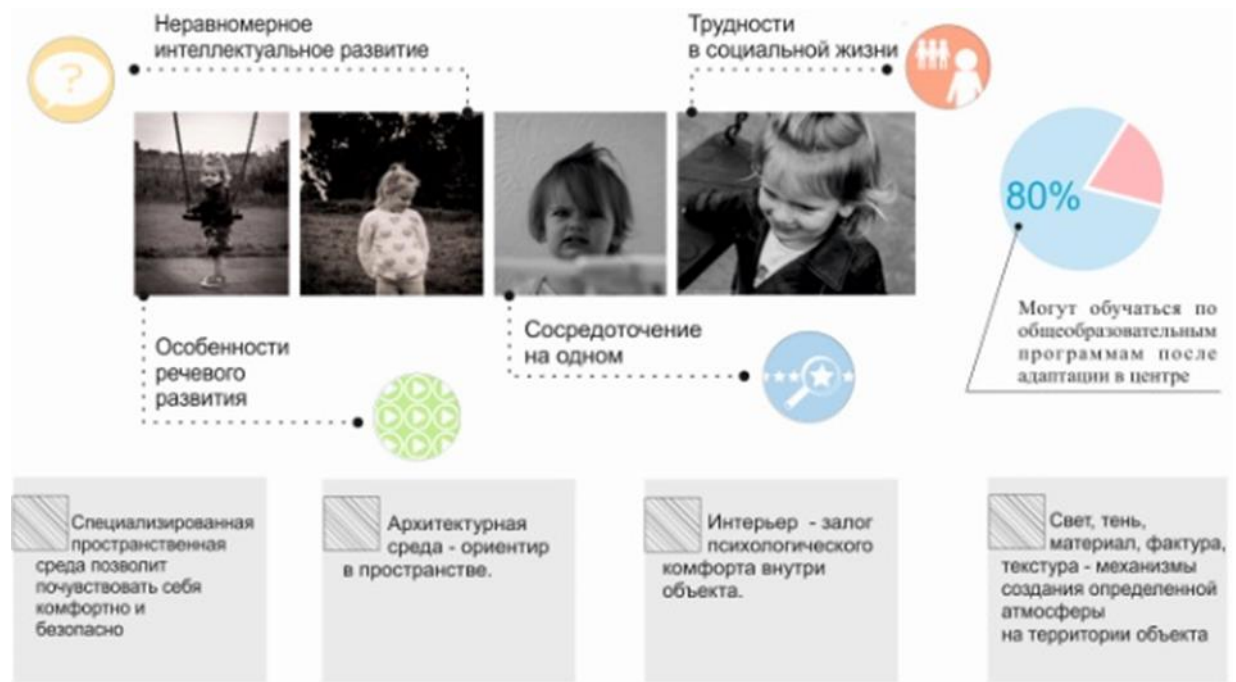 Неравномерное
интеллектуальное развитие
Трудности
в социальной жизни
?
80%
Могут обучаться по
общеобразовательным
программам после
адаптации в центре
Сосредоточение
на одном
Особенности
речевого
развития
Специализированная
пространственная
среда позволит
почувствовать себя
комфортно и
безопасно
Архитектурная
среда - ориентир
в пространстве.
Интерьер - залог
психологического
комфорта внутри
объекта.
Свет, тень,
материал, фактура,
текстура - механизмы
создания определенной
атмосферы
на территории объекта